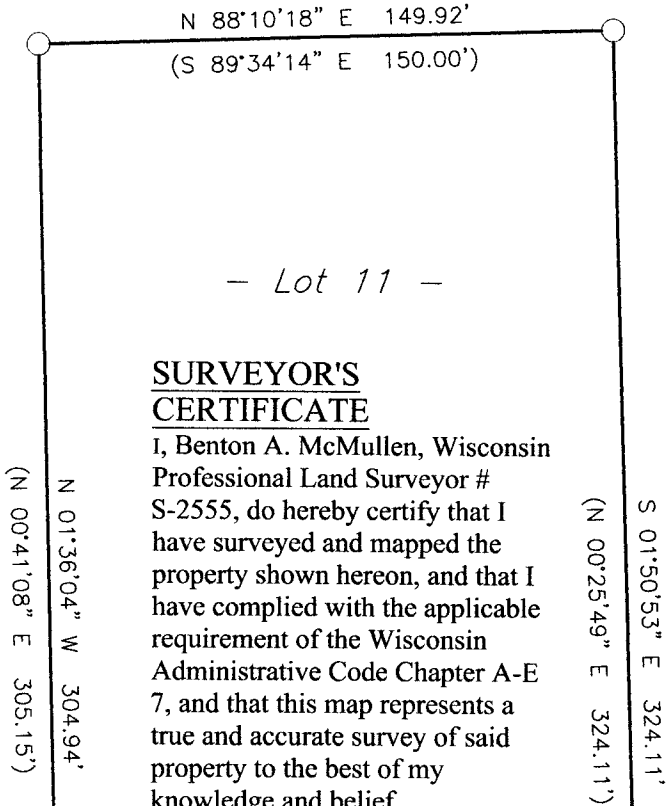 N 88°10'18" E 149.92'
(S 89°34'14" E 150.00')
- Lot 11 -
SURVEYOR'S
CERTIFICATE
I, Benton A. McMullen, Wisconsin
Professional Land Surveyor #
S-2555, do hereby certify that I
have surveyed and mapped the
property shown hereon, and that I
have complied with the applicable
requirement of the Wisconsin
Administrative Code Chapter A-E
7, and that this map represents a
true and accurate survey of said
property to the best of my
knowledge and belief
(N 00°41'08" E 305.15')
N 01°36'04" W 304.94'
(N 00°25'49" E 324.11')
S 01°50'53" E 324.11'